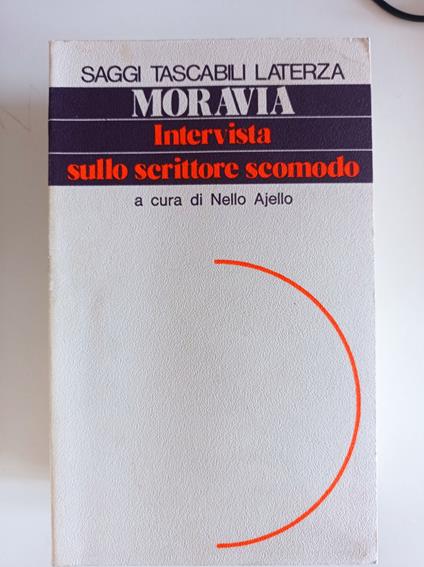 SAGGI TASCABILI LATERZA
MORAVIA
Intervista
sullo scrittore scomodo
a cura di Nello Ajello